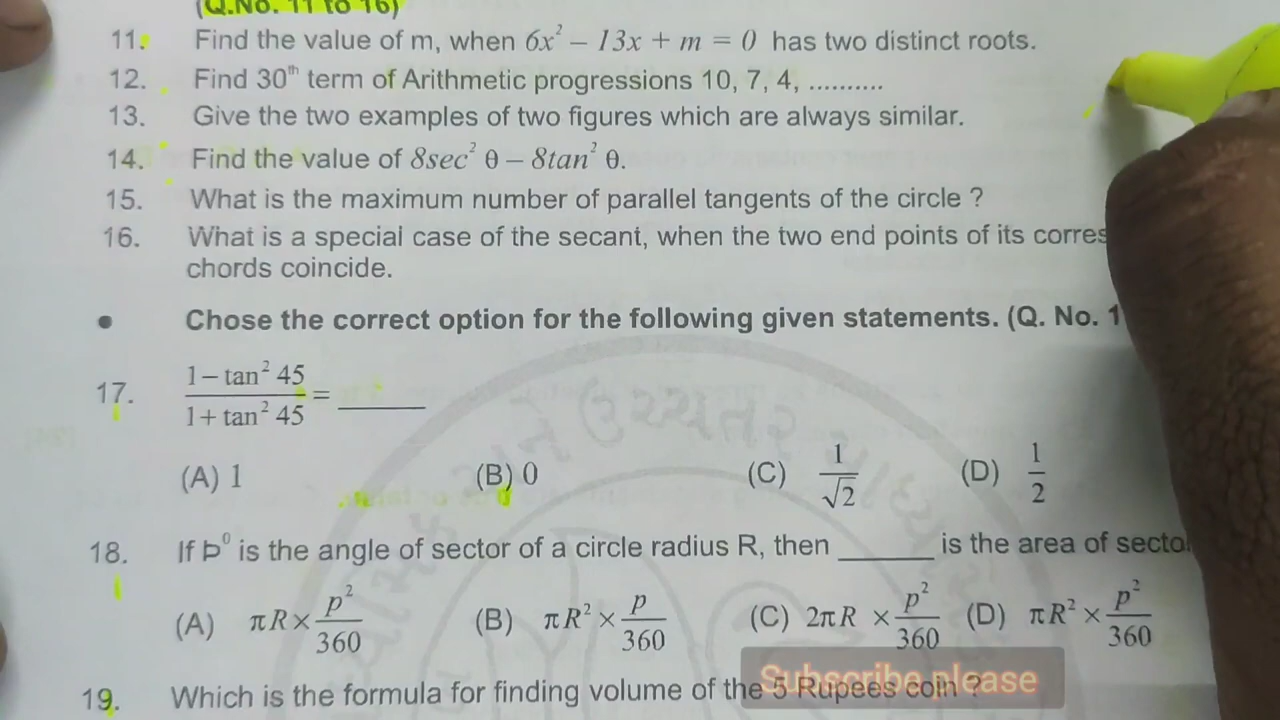 (Q.No. 11 to 16)
11. Find the value of m, when 6x² – 13x + m = 0 has two distinct roots.
12. Find 30th term of Arithmetic progressions 10, 7, 4, ..........
13. Give the two examples of two figures which are always similar.
14. Find the value of 8sec² θ – 8tan² θ.
15. What is the maximum number of parallel tangents of the circle ?
16. What is a special case of the secant, when the two end points of its corres
chords coincide.
● Chose the correct option for the following given statements. (Q. No. 1
17. (1 – tan² 45)/(1 + tan² 45) = ______
(A) 1 (B) 0 (C) 1/√2 (D) 1/2
18. If Þ⁰ is the angle of sector of a circle radius R, then ______ is the area of secto
(A) πR × p²/360 (B) πR² × p/360 (C) 2πR × p²/360 (D) πR² × p²/360
19. Which is the formula for finding volume of the 5 Rupees coin ?
Subscribe please
અને ઉચ્ચતર